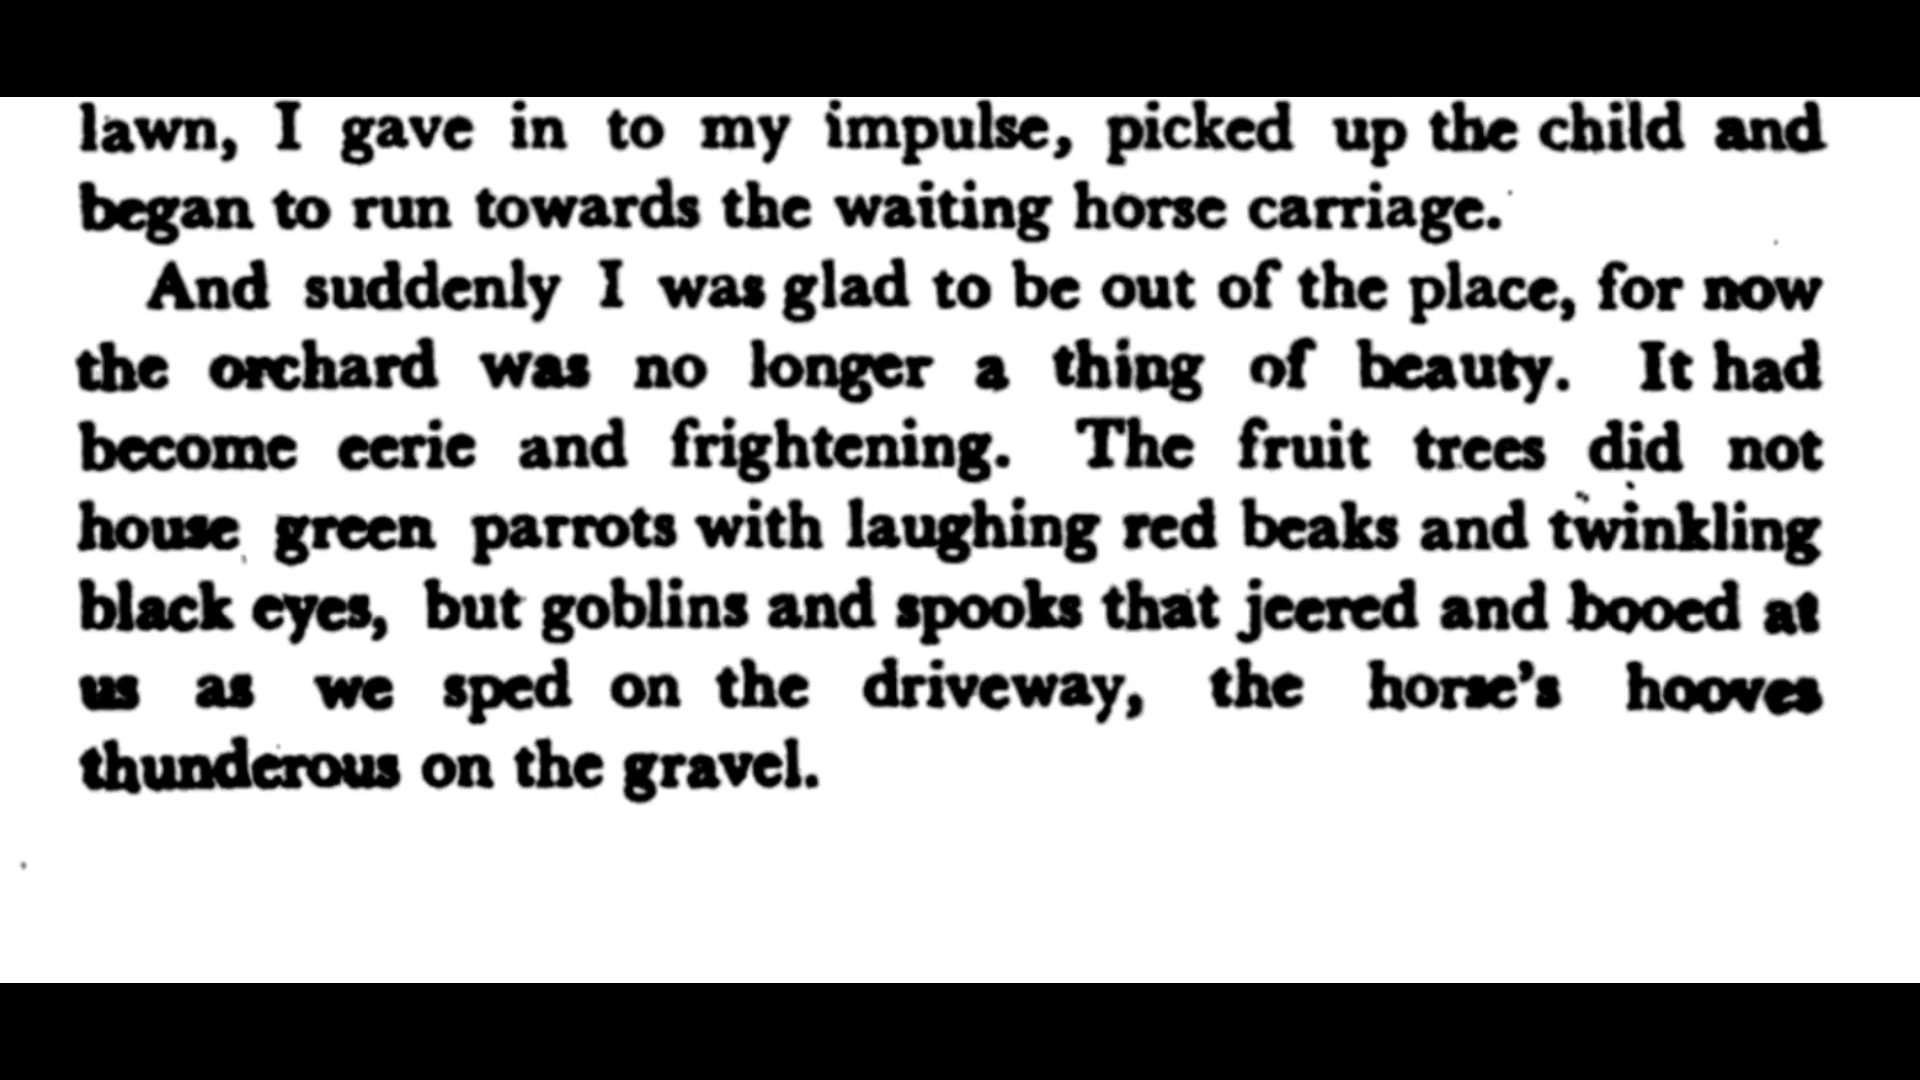 lawn, I gave in to my impulse, picked up the child and
began to run towards the waiting horse carriage.
And suddenly I was glad to be out of the place, for now
the orchard was no longer a thing of beauty. It had
become eerie and frightening. The fruit trees did not
house green parrots with laughing red beaks and twinkling
black eyes, but goblins and spooks that jeered and booed at
us as we sped on the driveway, the horse's hooves
thunderous on the gravel.